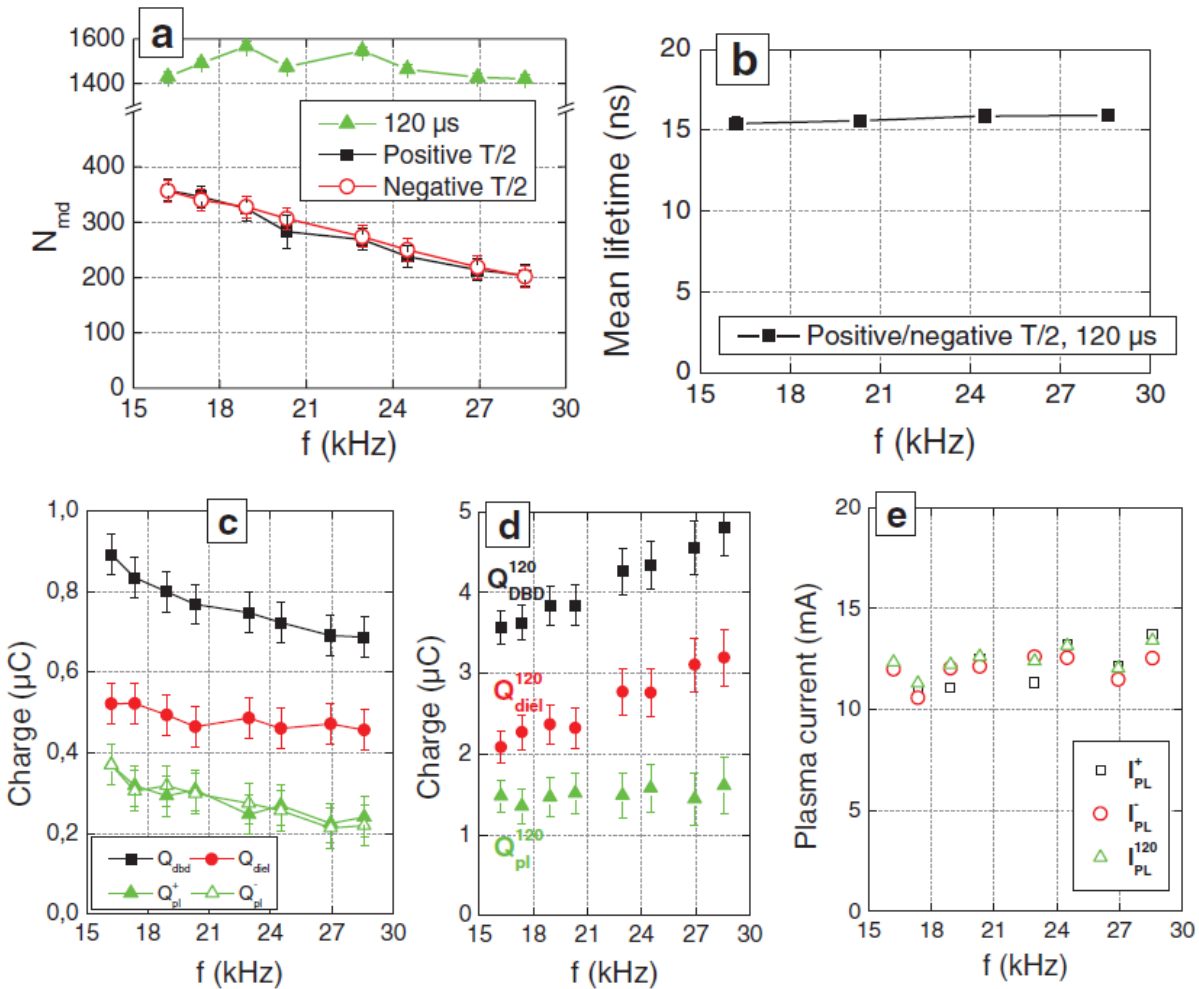 a
1600
1400
400
300
200
100
0
N_md
120 µs
Positive T/2
Negative T/2
15 18 21 24 27 30
f (kHz)
b
20
15
10
5
0
Mean lifetime (ns)
Positive/negative T/2, 120 µs
15 18 21 24 27 30
f (kHz)
c
1,0
0,8
0,6
0,4
0,2
0,0
Charge (µC)
Q_dbd Q_diel
Q^+_pl Q^-_pl
15 18 21 24 27 30
f (kHz)
d
5
4
3
2
1
0
Charge (µC)
Q^120_DBD
Q^120_diél
Q^120_pl
15 18 21 24 27 30
f (kHz)
e
20
15
10
5
0
Plasma current (mA)
I^+_PL
I^-_PL
I^120_PL
15 18 21 24 27 30
f (kHz)